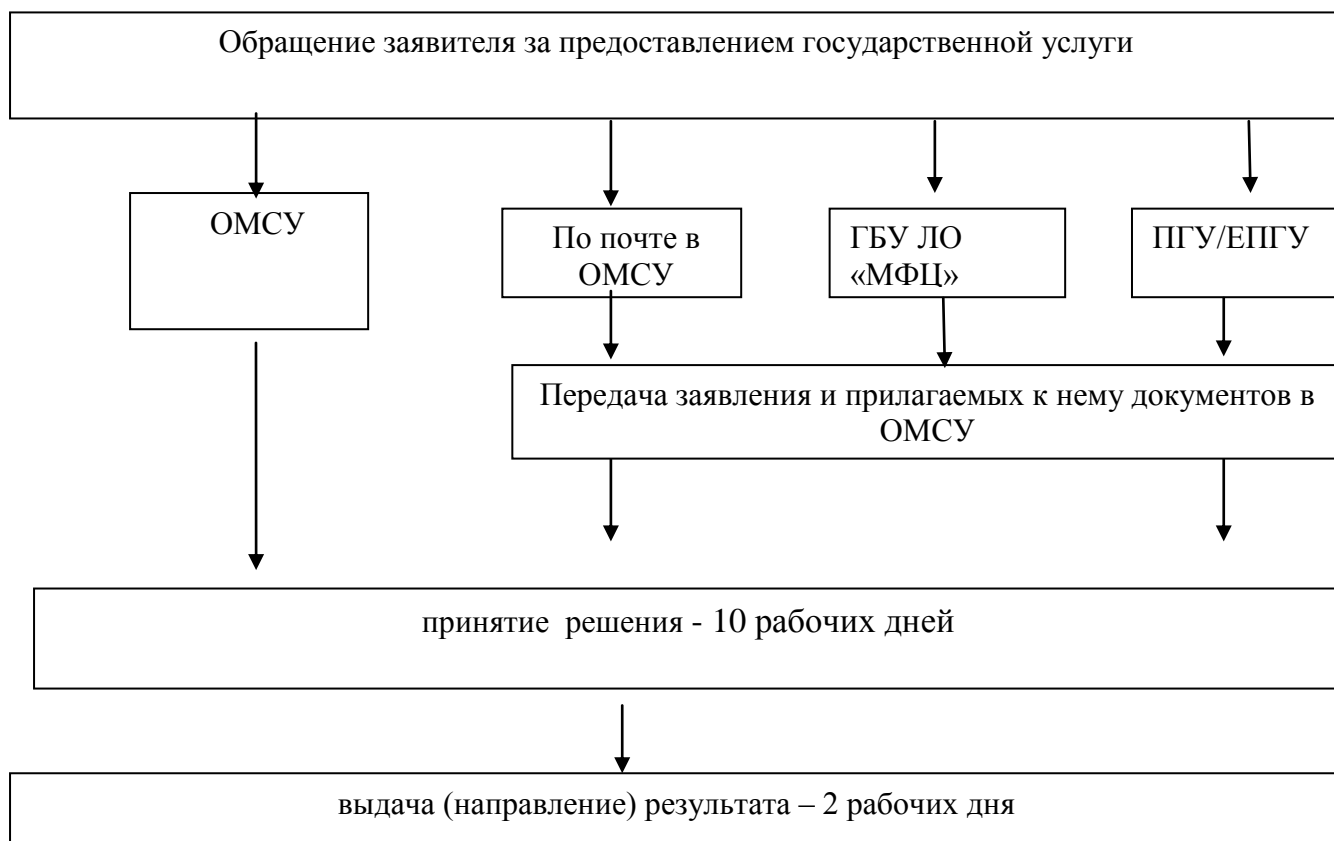 Обращение заявителя за предоставлением государственной услуги
ОМСУ
По почте в
ОМСУ
ГБУ ЛО
«МФЦ»
ПГУ/ЕПГУ
Передача заявления и прилагаемых к нему документов в
ОМСУ
принятие решения - 10 рабочих дней
выдача (направление) результата – 2 рабочих дня